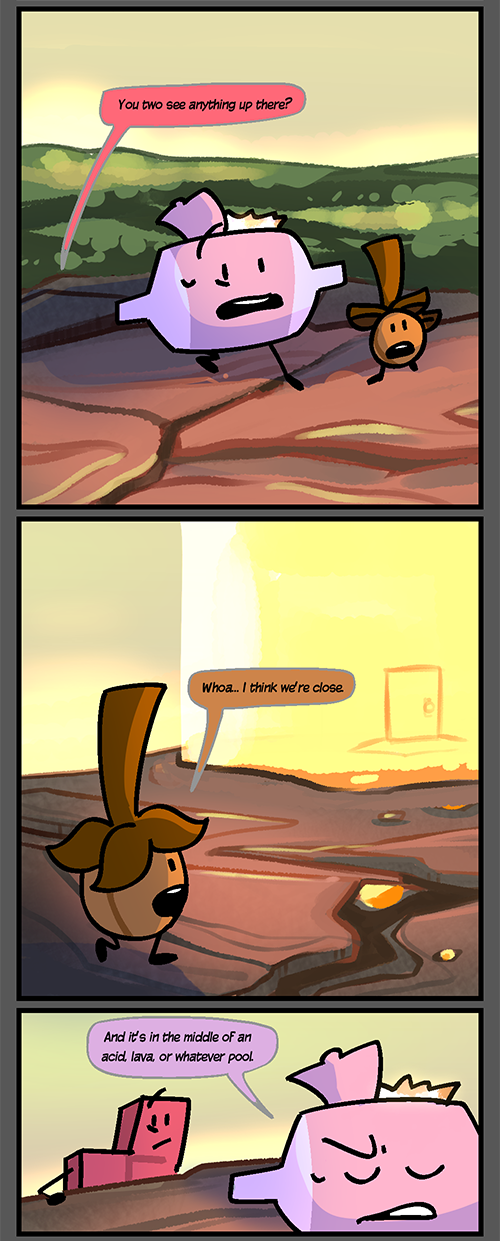 You two see anything up there?
Whoa... I think we're close.
And it's in the middle of an
acid, lava, or whatever pool.